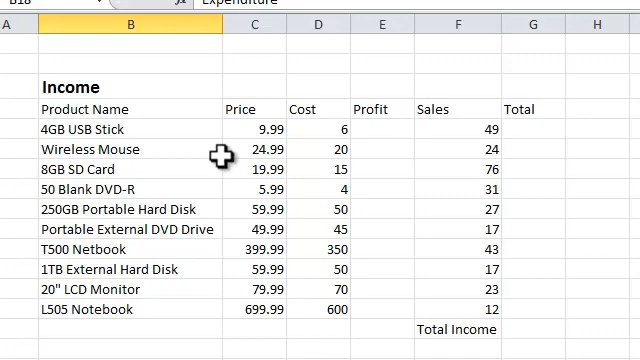 B18 fx Expenditure
A B C D E F G H
Income
Product Name Price Cost Profit Sales Total
4GB USB Stick 9.99 6 49
Wireless Mouse 24.99 20 24
8GB SD Card 19.99 15 76
50 Blank DVD-R 5.99 4 31
250GB Portable Hard Disk 59.99 50 27
Portable External DVD Drive 49.99 45 17
T500 Netbook 399.99 350 43
1TB External Hard Disk 59.99 50 17
20" LCD Monitor 79.99 70 23
L505 Notebook 699.99 600 12
Total Income